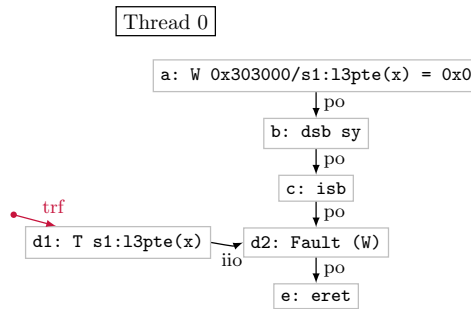 Thread 0
a: W 0x303000/s1:l3pte(x) = 0x0
po
b: dsb sy
po
c: isb
po
trf
d1: T s1:l3pte(x)
iio
d2: Fault (W)
po
e: eret